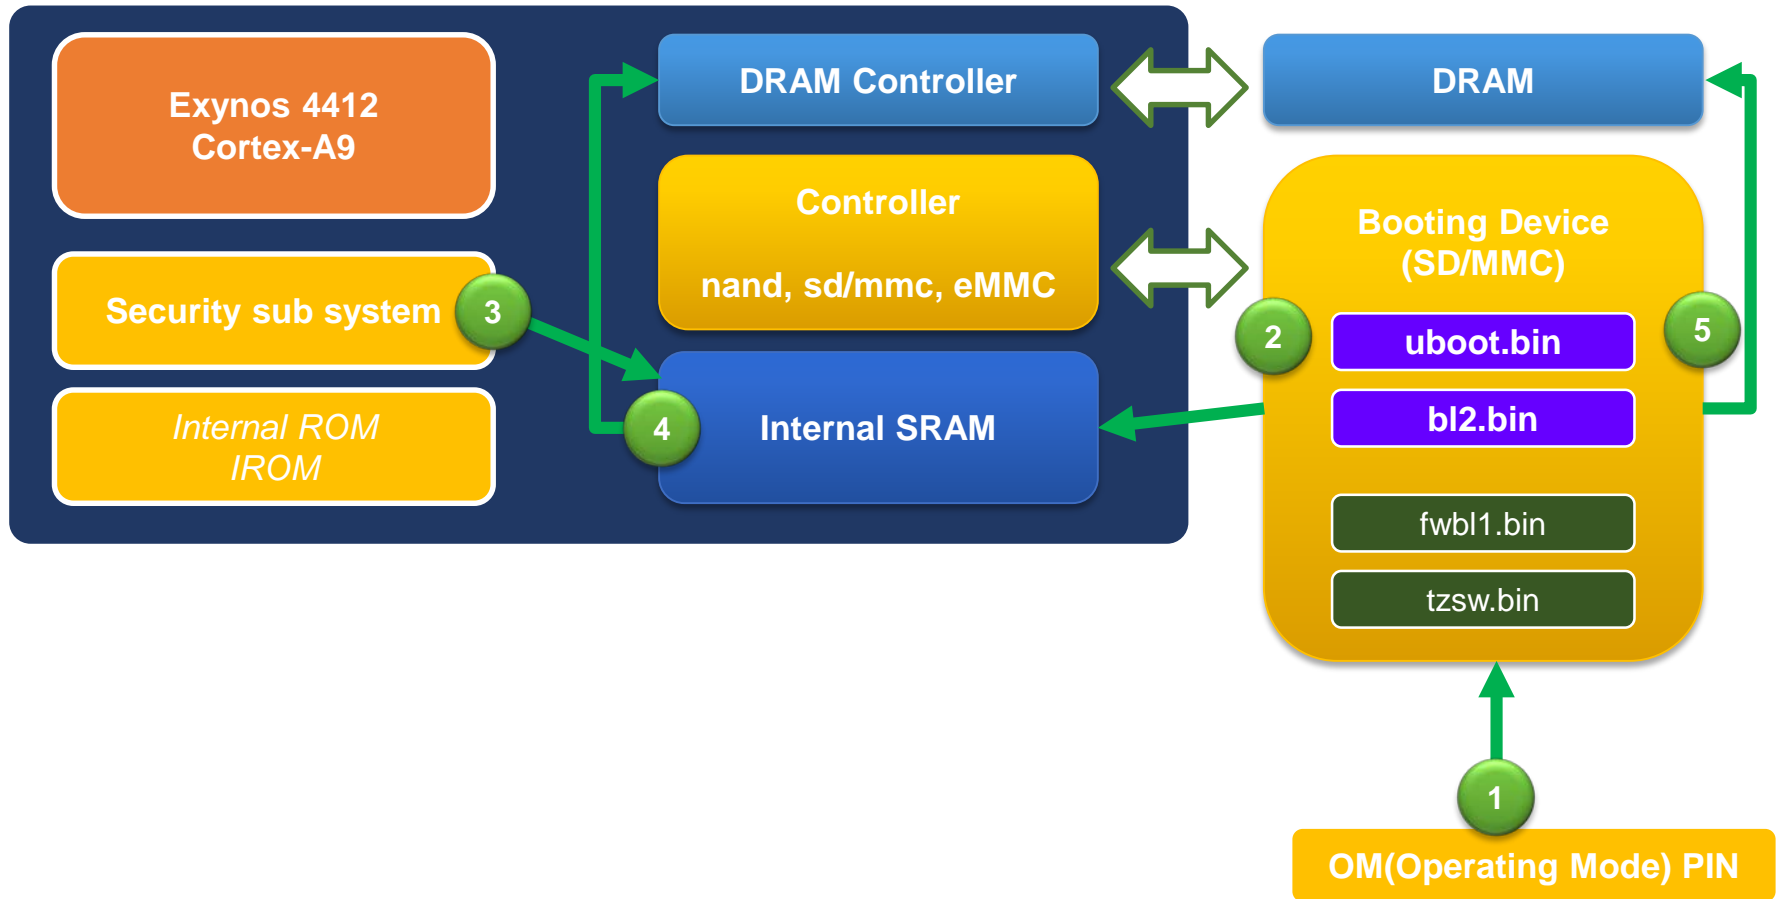 Exynos 4412
Cortex-A9
Security sub system
3
Internal ROM
IROM
DRAM Controller
Controller
nand, sd/mmc, eMMC
4
Internal SRAM
DRAM
Booting Device
(SD/MMC)
2
uboot.bin
5
bl2.bin
fwbl1.bin
tzsw.bin
1
OM(Operating Mode) PIN